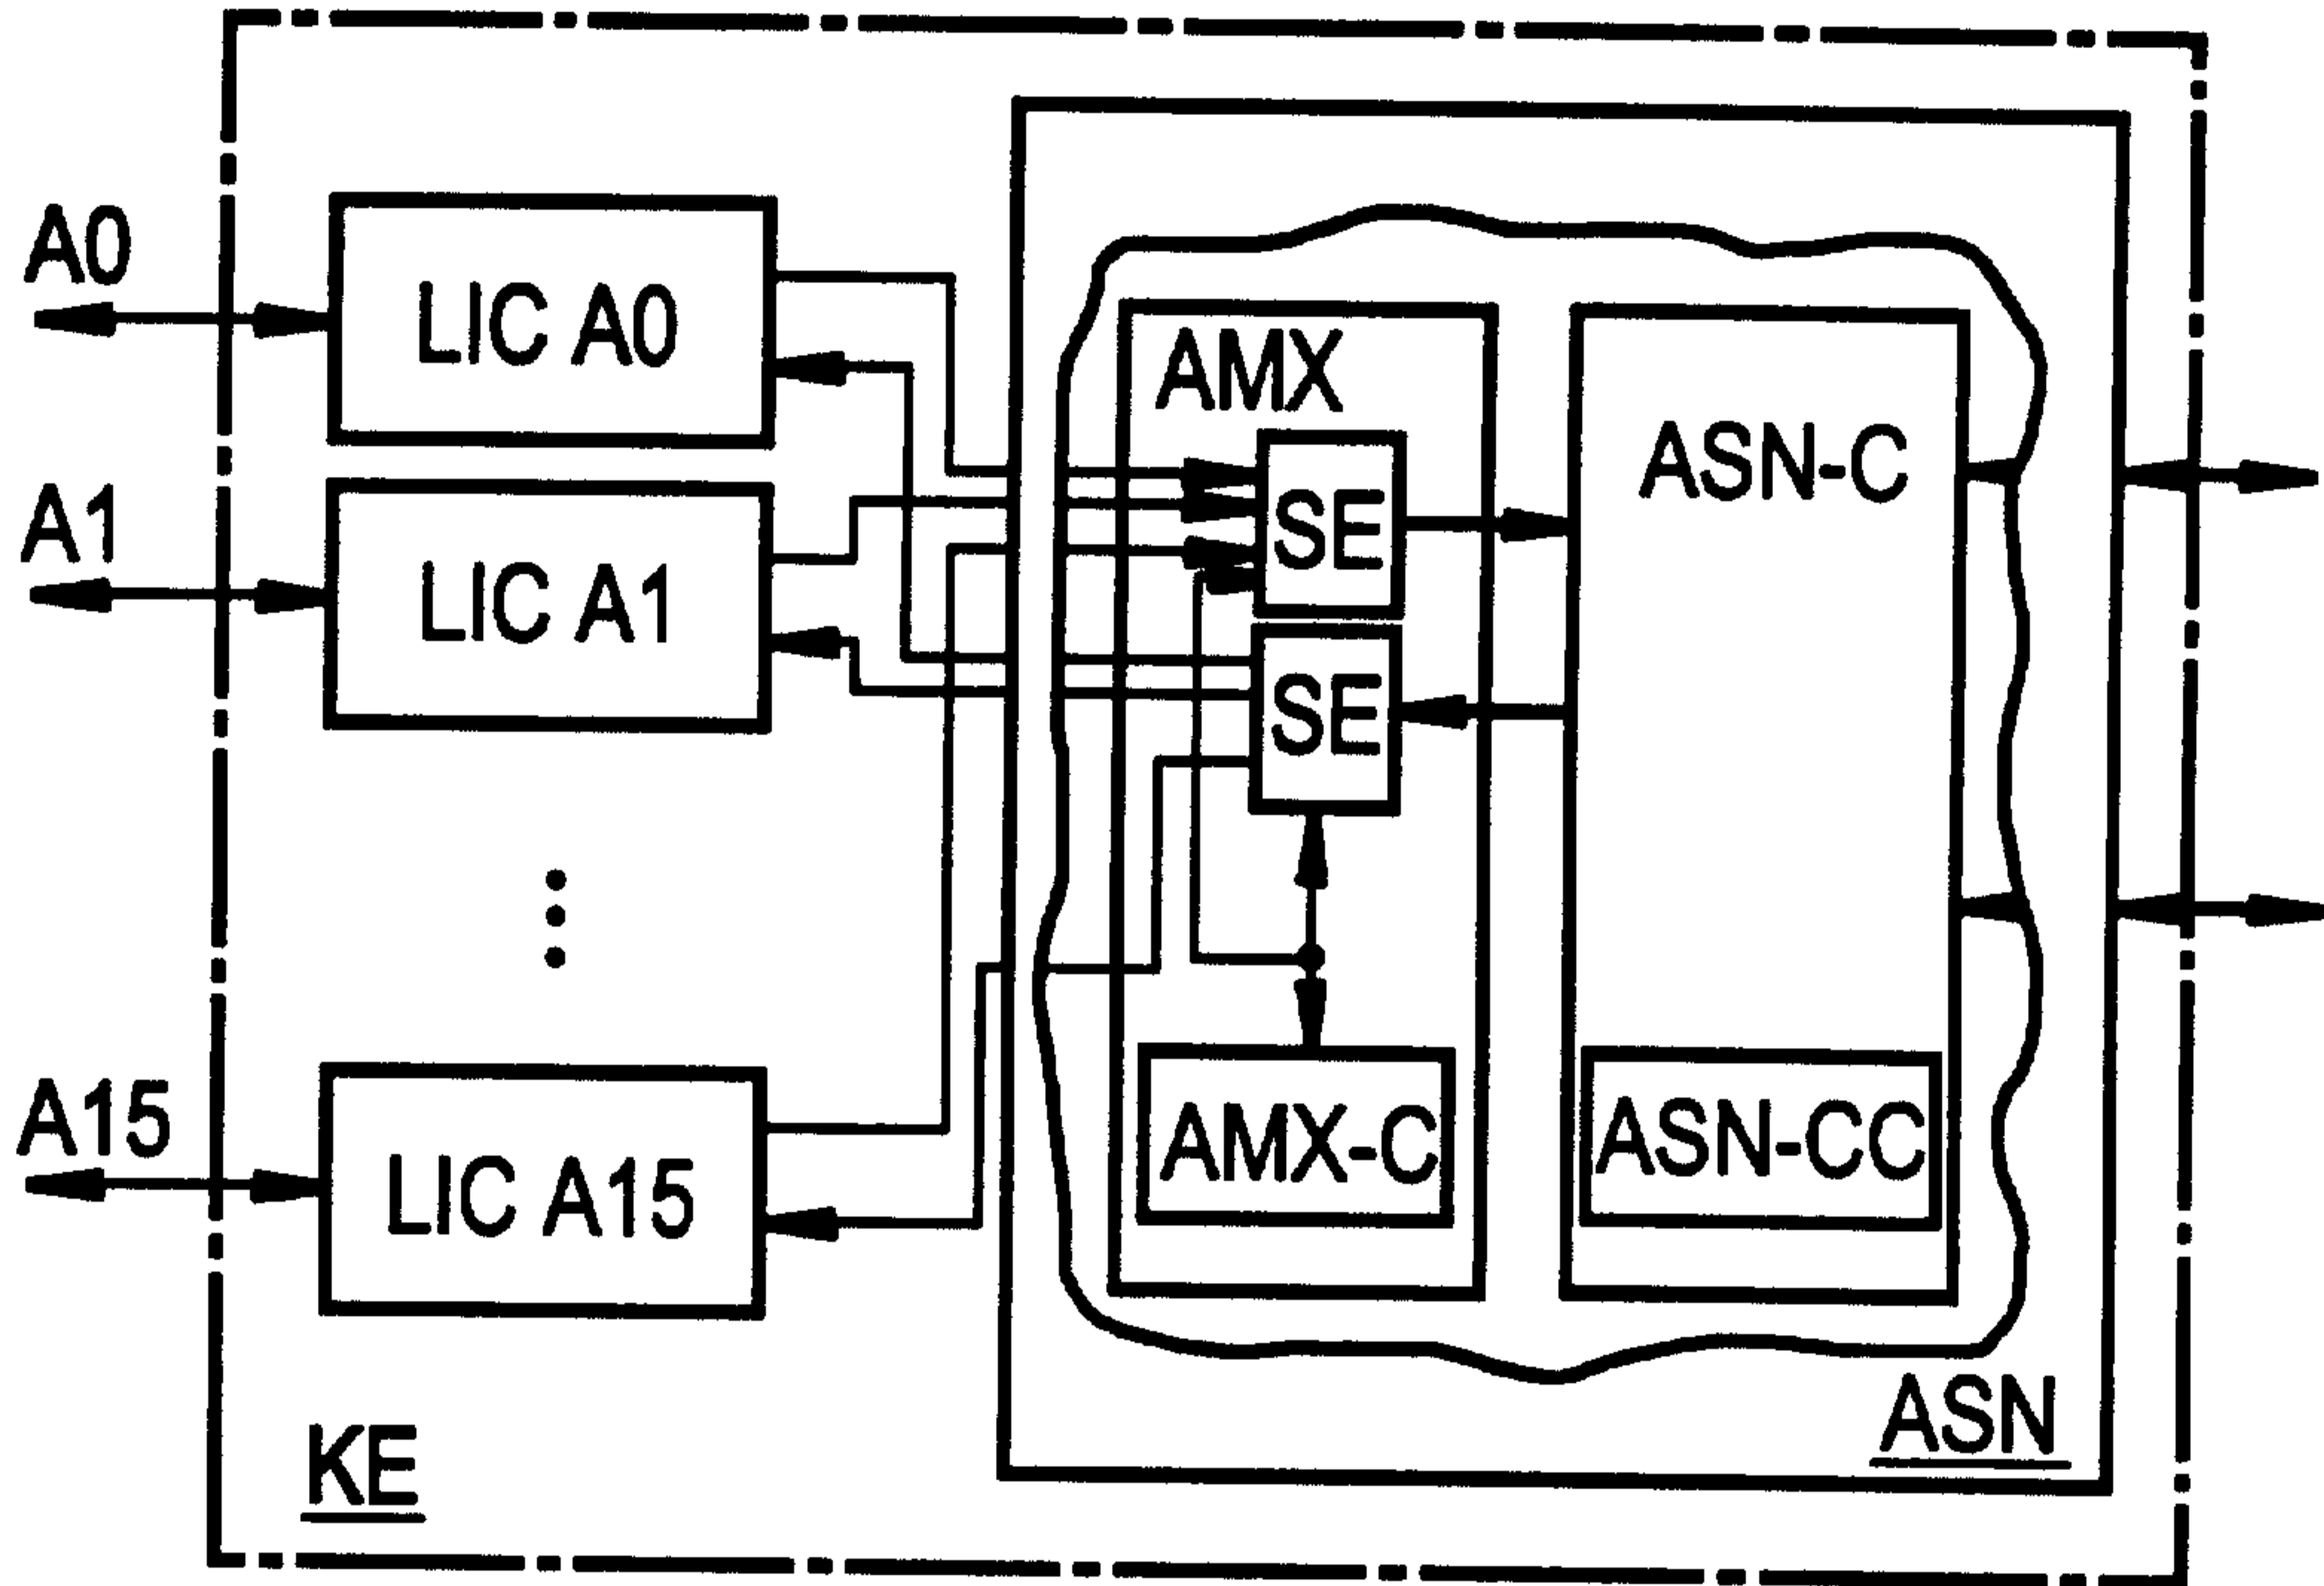 A0
LIC A0
A1
LIC A1
A15
LIC A15
AMX
SE
SE
AMX-C
ASN-C
ASN-CC
ASN
KE